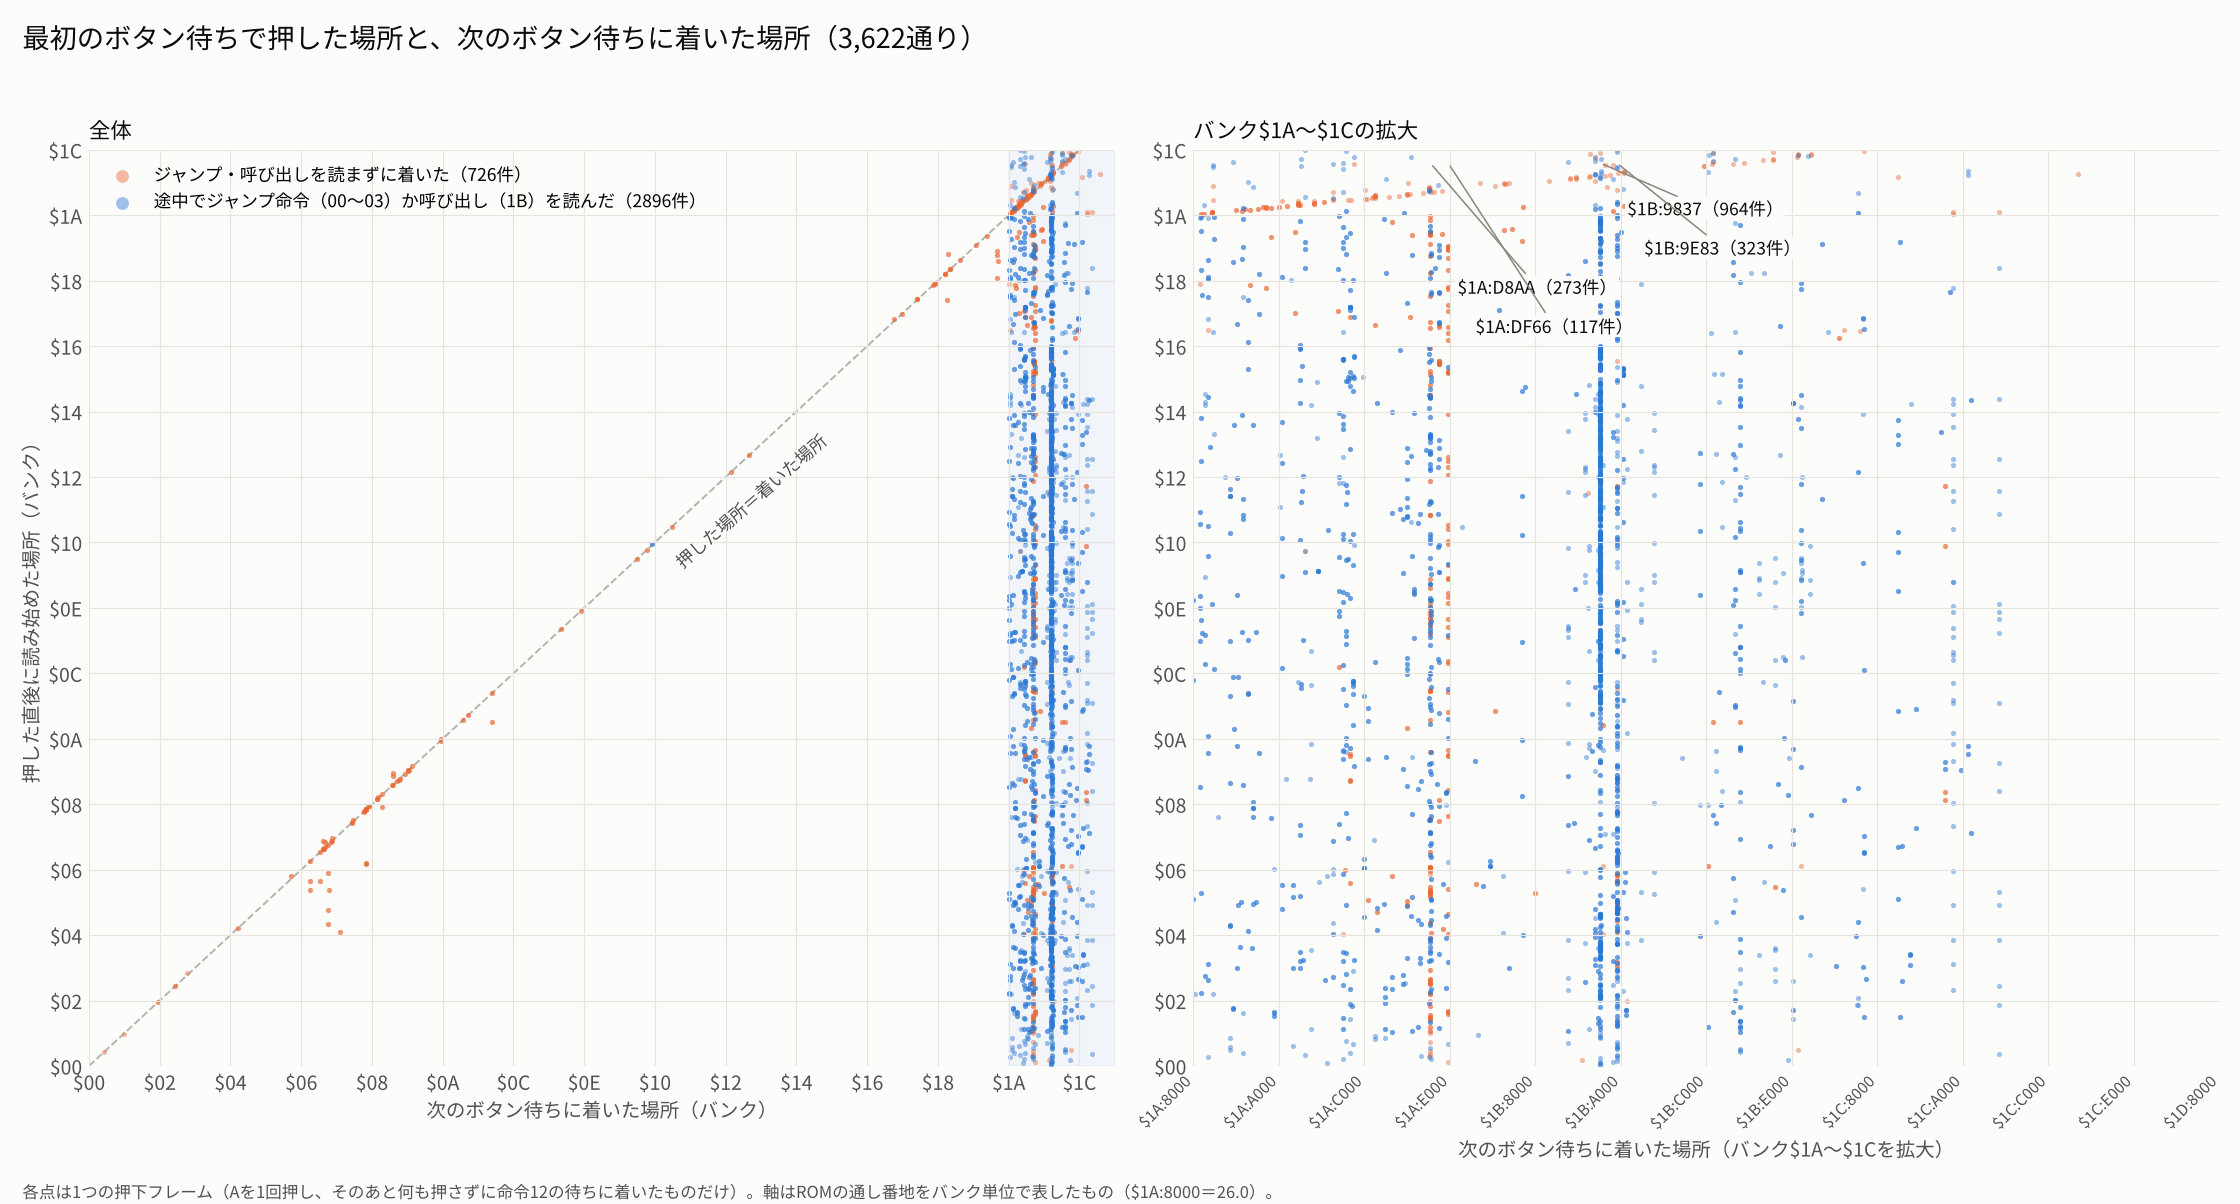 最初のボタン待ちで押した場所と、次のボタン待ちに着いた場所（3,622通り）
全体
ジャンプ・呼び出しを読まずに着いた（726件）
途中でジャンプ命令（00〜03）か呼び出し（1B）を読んだ（2896件）
押した場所＝着いた場所
押した直後に読み始めた場所（バンク）
$1C
$1A
$18
$16
$14
$12
$10
$0E
$0C
$0A
$08
$06
$04
$02
$00
$00
$02
$04
$06
$08
$0A
$0C
$0E
$10
$12
$14
$16
$18
$1A
$1C
次のボタン待ちに着いた場所（バンク）
バンク$1A〜$1Cの拡大
$1B:9837（964件）
$1B:9E83（323件）
$1A:D8AA（273件）
$1A:DF66（117件）
$1C
$1A
$18
$16
$14
$12
$10
$0E
$0C
$0A
$08
$06
$04
$02
$00
$1A:8000
$1A:A000
$1A:C000
$1A:E000
$1B:8000
$1B:A000
$1B:C000
$1B:E000
$1C:8000
$1C:A000
$1C:C000
$1C:E000
$1D:8000
次のボタン待ちに着いた場所（バンク$1A〜$1Cを拡大）
各点は1つの押下フレーム（Aを1回押し、そのあと何も押さずに命令12の待ちに着いたものだけ）。軸はROMの通し番地をバンク単位で表したもの（$1A:8000＝26.0）。